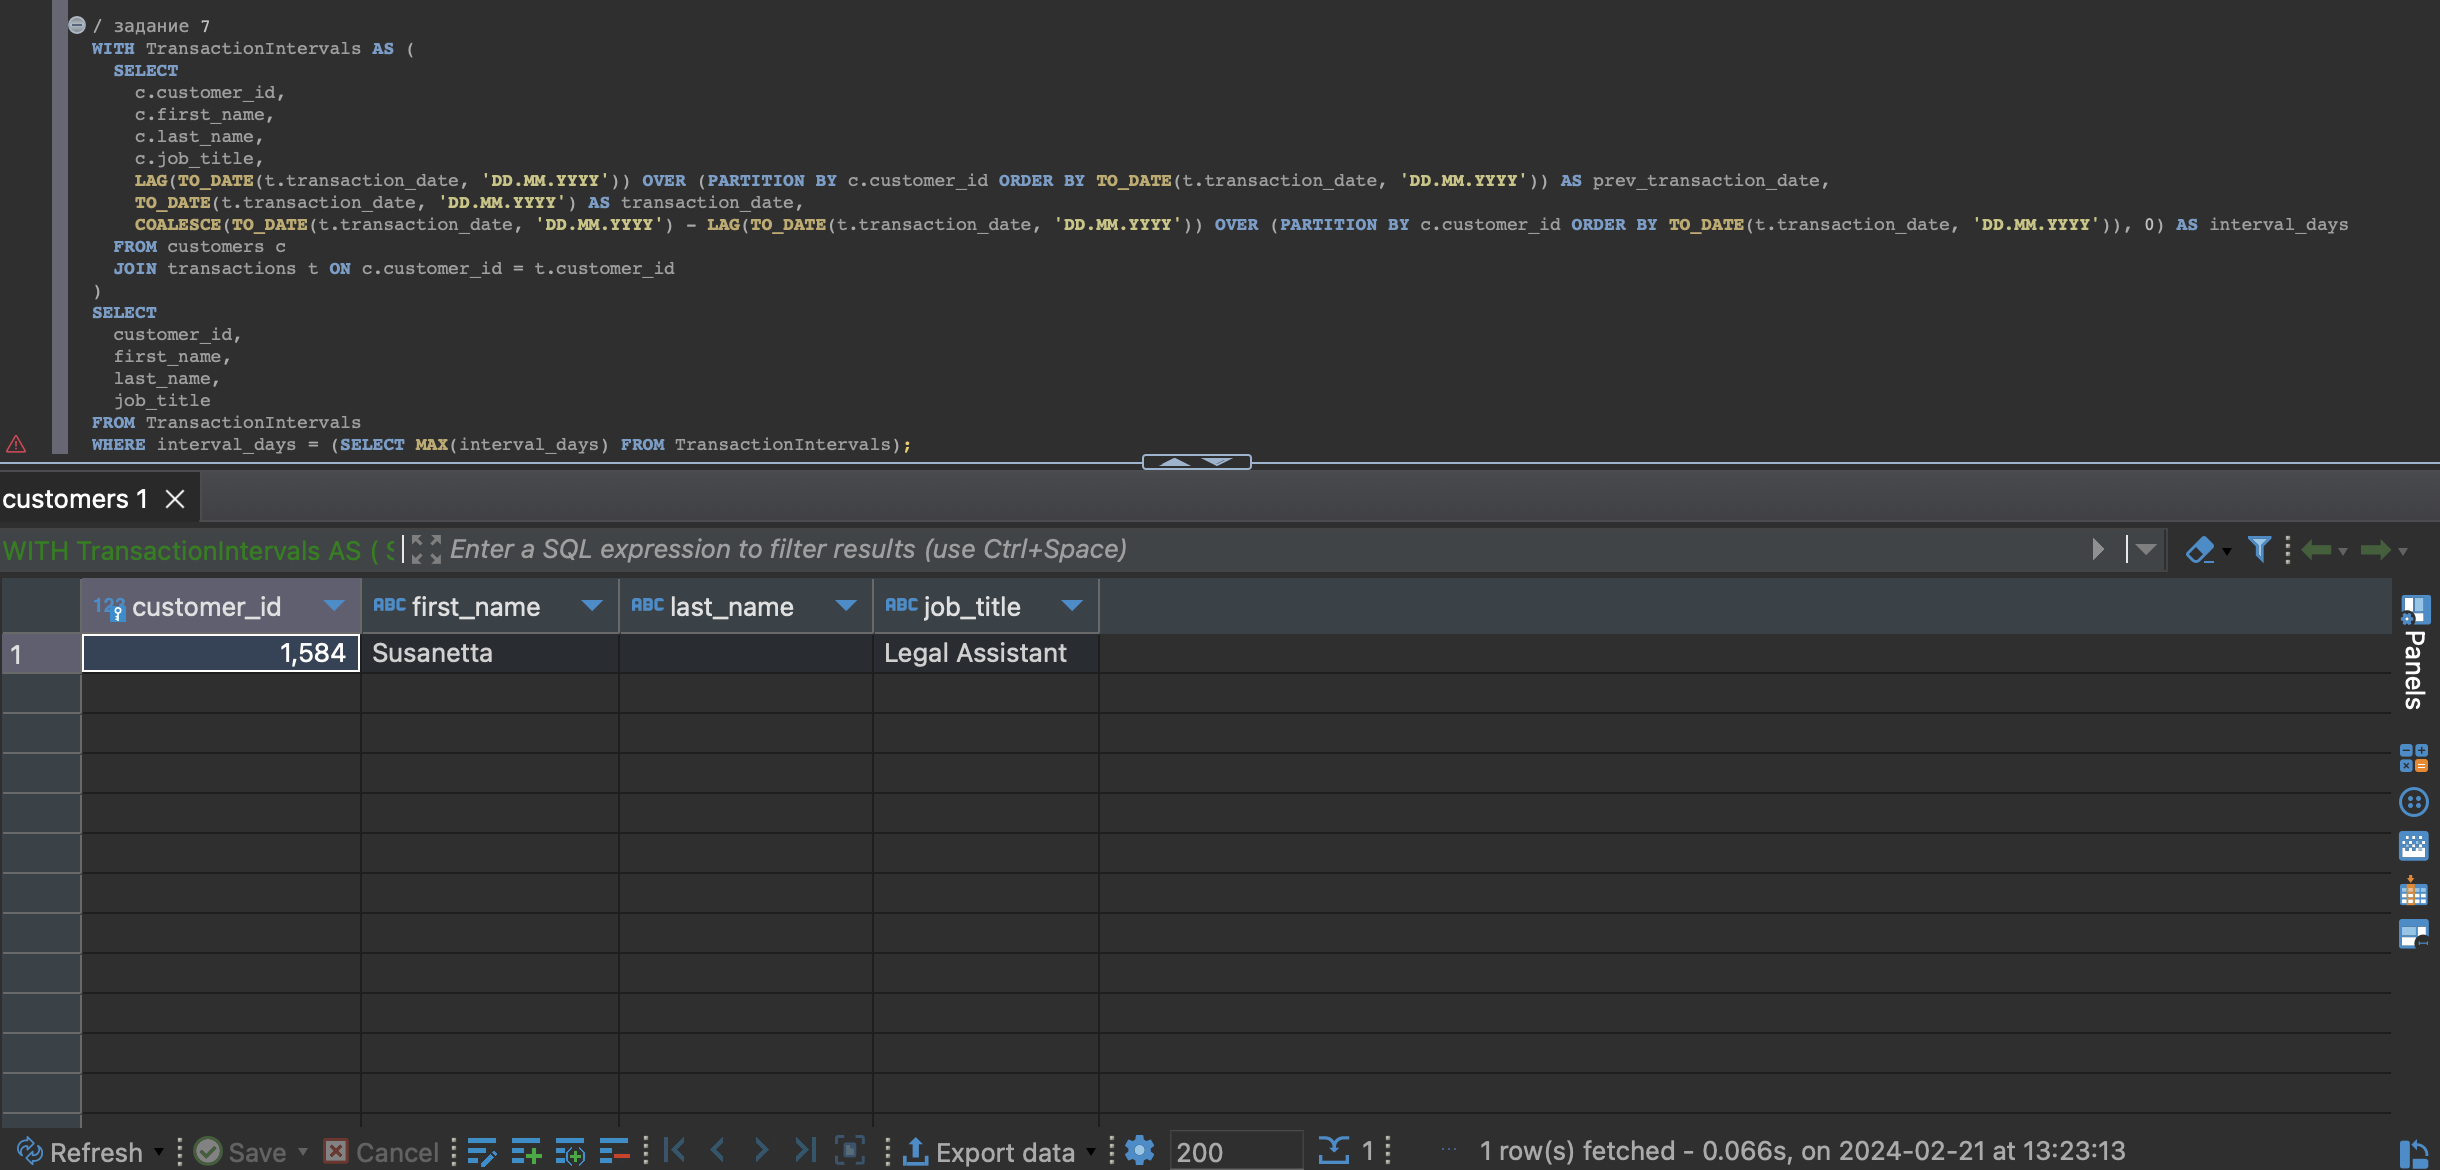 / задание 7
WITH TransactionIntervals AS (
SELECT
c.customer_id,
c.first_name,
c.last_name,
c.job_title,
LAG(TO_DATE(t.transaction_date, 'DD.MM.YYYY')) OVER (PARTITION BY c.customer_id ORDER BY TO_DATE(t.transaction_date, 'DD.MM.YYYY')) AS prev_transaction_date,
TO_DATE(t.transaction_date, 'DD.MM.YYYY') AS transaction_date,
COALESCE(TO_DATE(t.transaction_date, 'DD.MM.YYYY') - LAG(TO_DATE(t.transaction_date, 'DD.MM.YYYY')) OVER (PARTITION BY c.customer_id ORDER BY TO_DATE(t.transaction_date, 'DD.MM.YYYY')), 0) AS interval_days
FROM customers c
JOIN transactions t ON c.customer_id = t.customer_id
)
SELECT
customer_id,
first_name,
last_name,
job_title
FROM TransactionIntervals
WHERE interval_days = (SELECT MAX(interval_days) FROM TransactionIntervals);
customers 1
WITH TransactionIntervals AS ( S Enter a SQL expression to filter results (use Ctrl+Space)
123 customer_id ABC first_name ABC last_name ABC job_title
1 1,584 Susanetta Legal Assistant
Panels
Refresh Save Cancel Export data 200 1 ... 1 row(s) fetched - 0.066s, on 2024-02-21 at 13:23:13